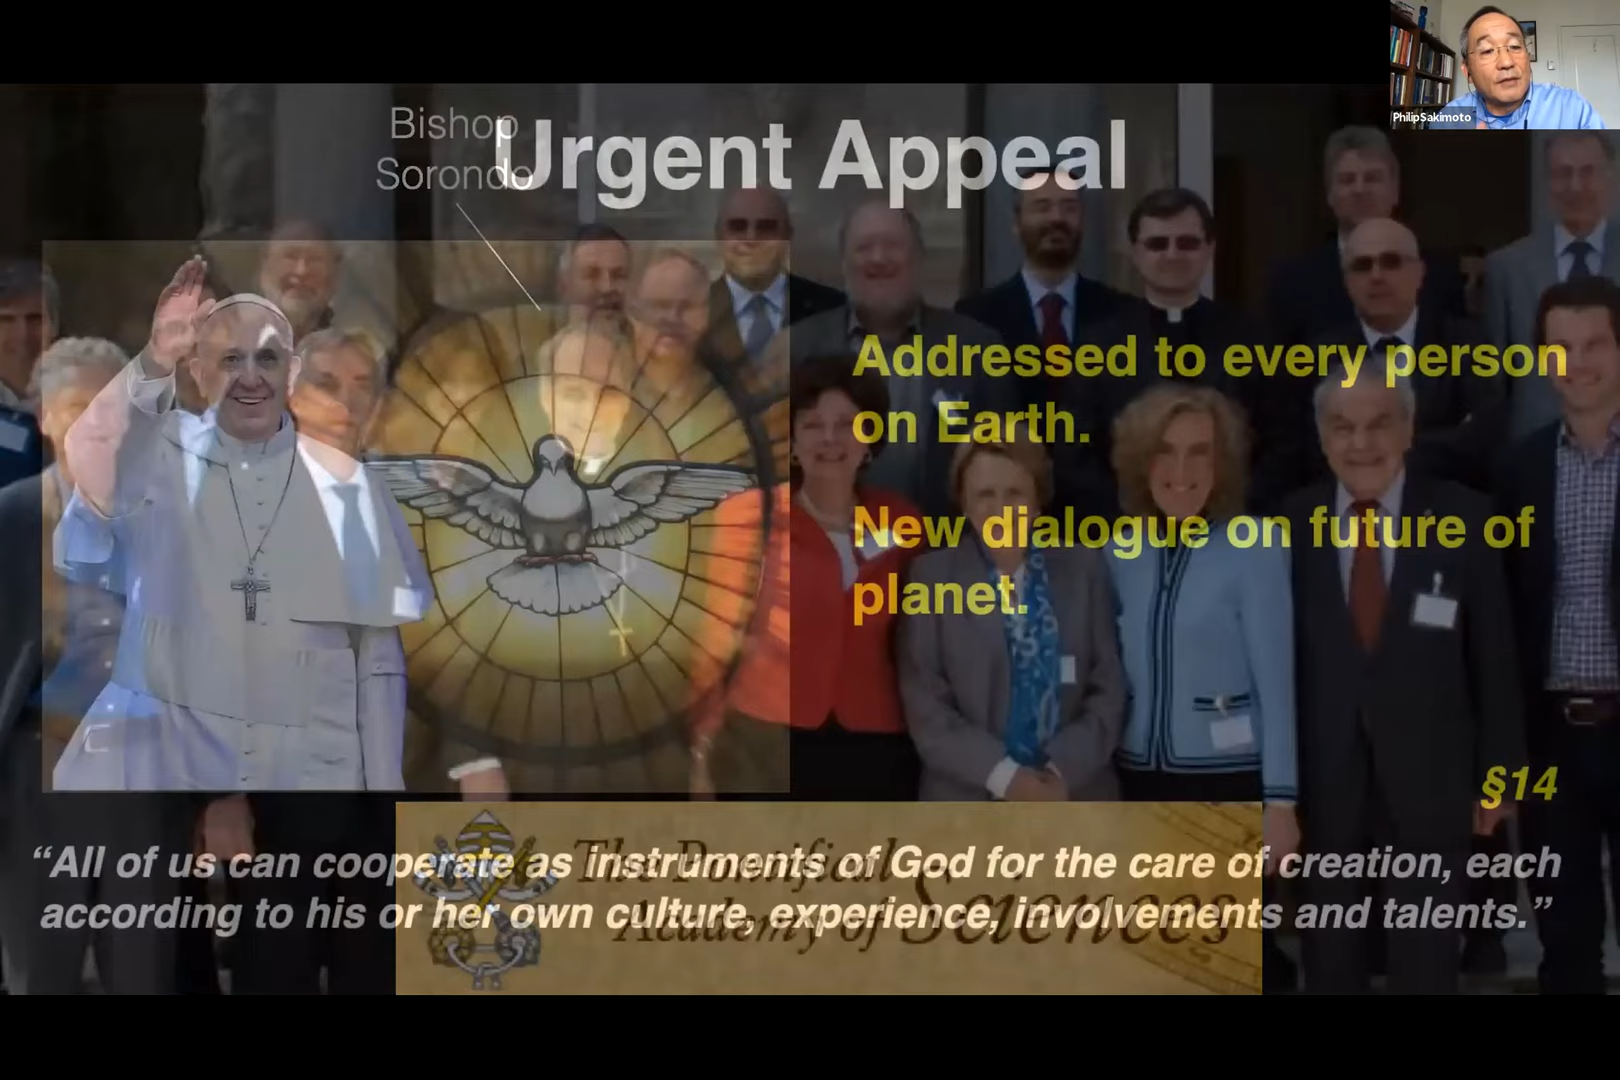 PhilipSakimoto
Bishop
Sorondo
Urgent Appeal
Addressed to every person
on Earth.
New dialogue on future of
planet.
§14
“All of us can cooperate as instruments of God for the care of creation, each
according to his or her own culture, experience, involvements and talents.”
The Pontifical
Academy of Sciences